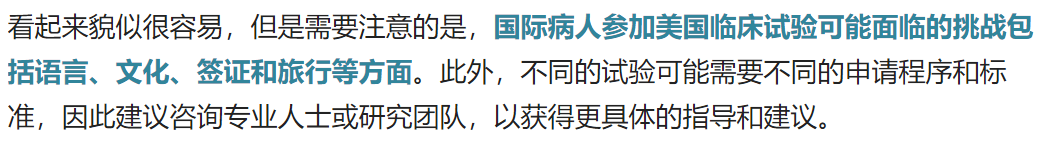 看起来貌似很容易，但是需要注意的是，国际病人参加美国临床试验可能面临的挑战包
括语言、文化、签证和旅行等方面。此外，不同的试验可能需要不同的申请程序和标
准，因此建议咨询专业人士或研究团队，以获得更具体的指导和建议。